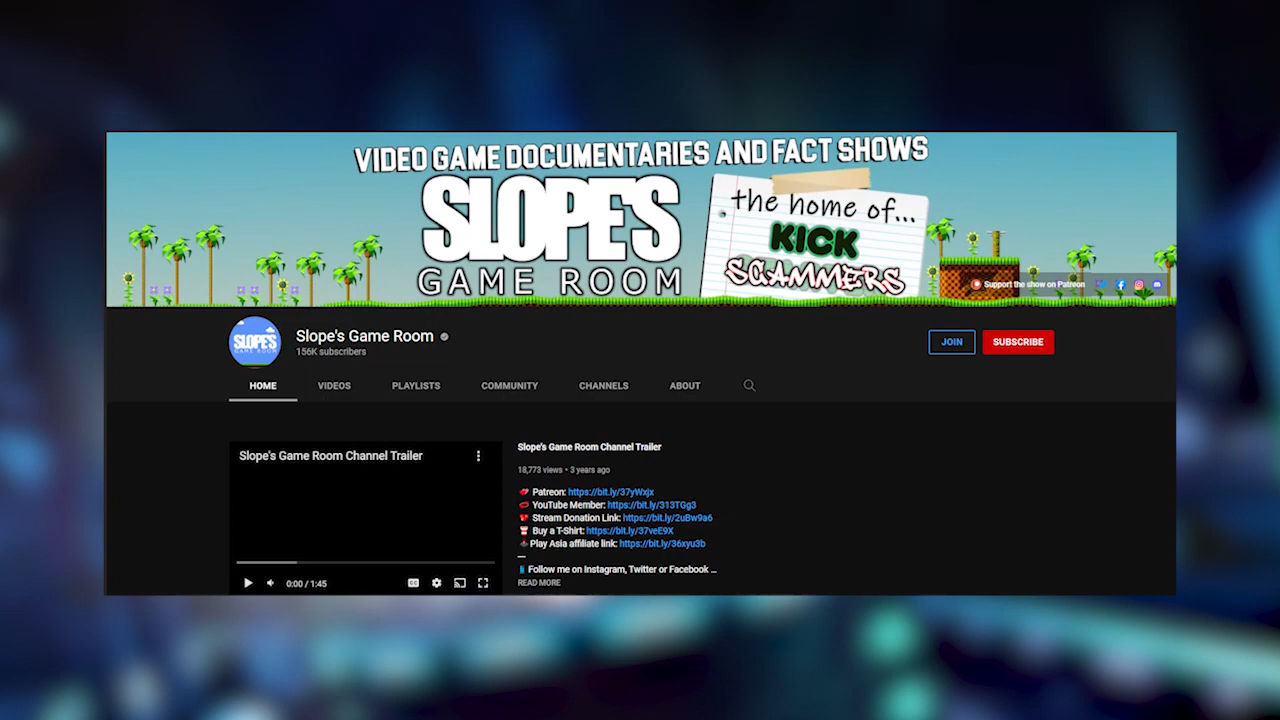 VIDEO GAME DOCUMENTARIES AND FACT SHOWS
SLOPE'S
GAME ROOM
the home of...
KICK
SCAMMERS
Support the show on Patreon
SLOPE'S
GAME ROOM
Slope's Game Room
156K subscribers
JOIN
SUBSCRIBE
HOME VIDEOS PLAYLISTS COMMUNITY CHANNELS ABOUT
Slope's Game Room Channel Trailer
0:00 / 1:45
Slope's Game Room Channel Trailer
18,773 views • 3 years ago
Patreon: https://bit.ly/37yWxjx
YouTube Member: https://bit.ly/313TGg3
Stream Donation Link: https://bit.ly/2uBw9a6
Buy a T-Shirt: https://bit.ly/37veE9X
Play Asia affiliate link: https://bit.ly/36xyu3b
—
Follow me on Instagram, Twitter or Facebook ...
READ MORE